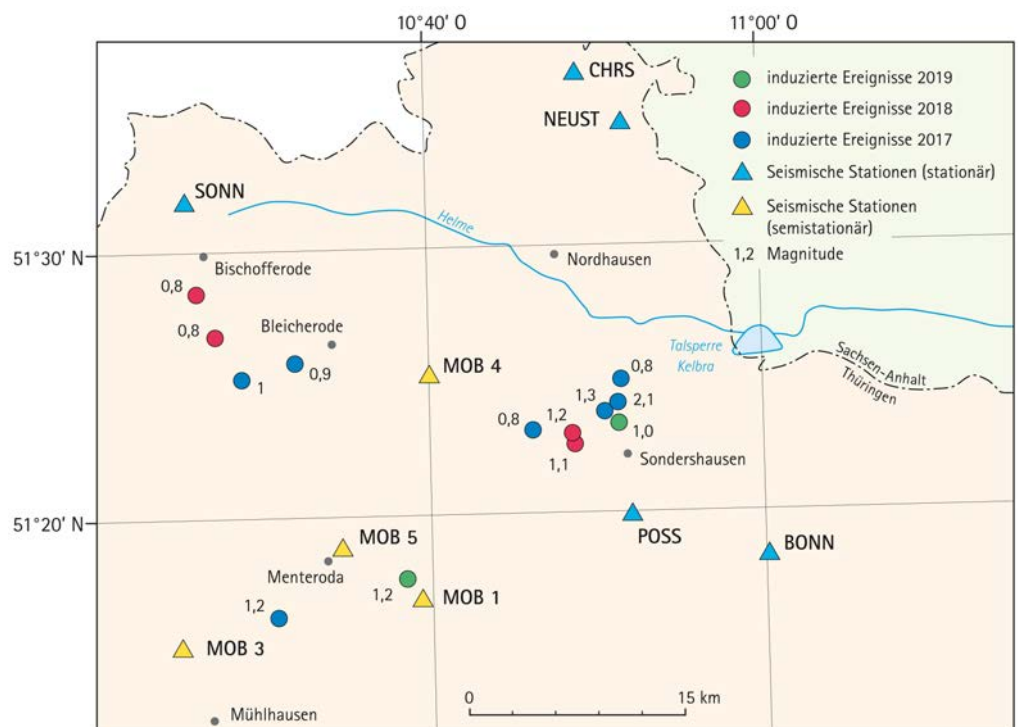 10°40' O
11°00' O
CHRS
induzierte Ereignisse 2019
induzierte Ereignisse 2018
NEUST
induzierte Ereignisse 2017
Seismische Stationen (stationär)
SONN
Seismische Stationen
(semistationär)
Helme
51°30' N
Nordhausen
1,2 Magnitude
Bischofferode
0,8
0,8
Bleicherode
Talsperre
Kelbra
Sachsen-Anhalt
Thüringen
MOB 4
0,9
1
0,8
1,3
2,1
0,8
1,2
1,0
1,1
Sondershausen
51°20' N
MOB 5
POSS
BONN
Menteroda
1,2
MOB 1
1,2
MOB 3
0
15 km
Mühlhausen